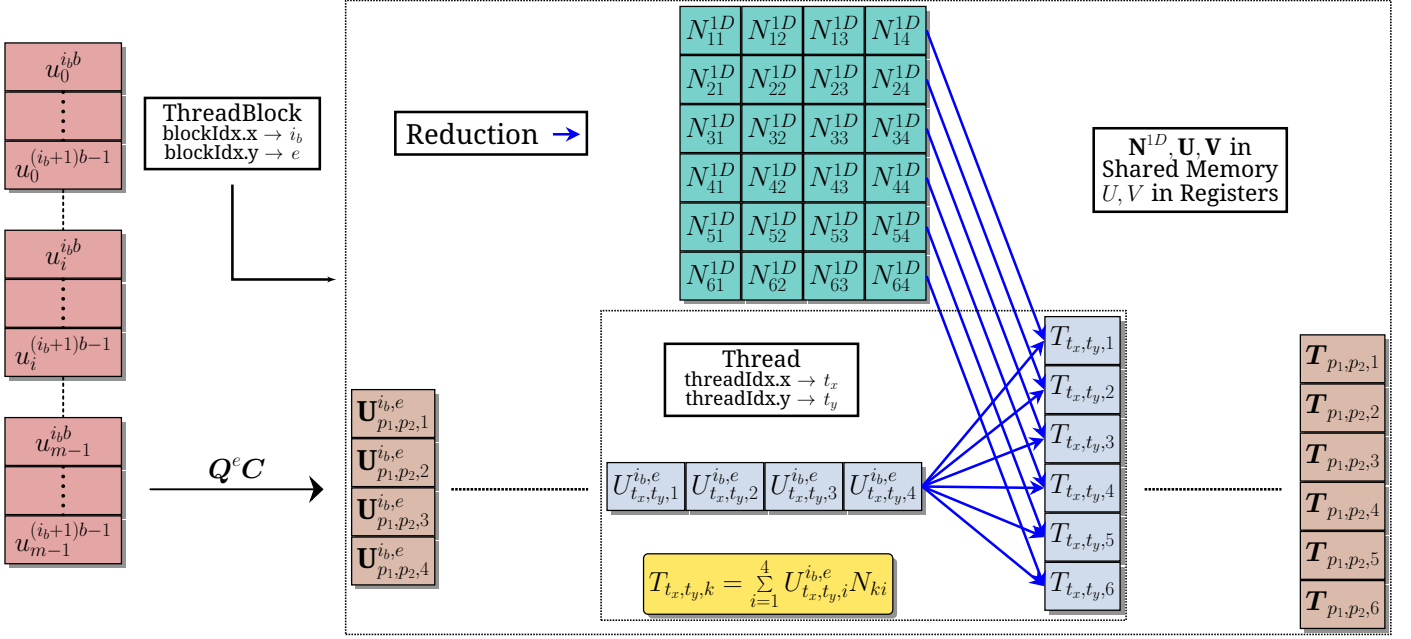 u_0^{i_b b}
⋮
u_0^{(i_b+1)b-1}
u_i^{i_b b}
⋮
u_i^{(i_b+1)b-1}
u_{m-1}^{i_b b}
⋮
u_{m-1}^{(i_b+1)b-1}
ThreadBlock
blockIdx.x → i_b
blockIdx.y → e
Q^e C
Reduction →
N_{11}^{1D} N_{12}^{1D} N_{13}^{1D} N_{14}^{1D}
N_{21}^{1D} N_{22}^{1D} N_{23}^{1D} N_{24}^{1D}
N_{31}^{1D} N_{32}^{1D} N_{33}^{1D} N_{34}^{1D}
N_{41}^{1D} N_{42}^{1D} N_{43}^{1D} N_{44}^{1D}
N_{51}^{1D} N_{52}^{1D} N_{53}^{1D} N_{54}^{1D}
N_{61}^{1D} N_{62}^{1D} N_{63}^{1D} N_{64}^{1D}
N^{1D}, U, V in
Shared Memory
U, V in Registers
U_{p_1,p_2,1}^{i_b,e}
U_{p_1,p_2,2}^{i_b,e}
U_{p_1,p_2,3}^{i_b,e}
U_{p_1,p_2,4}^{i_b,e}
Thread
threadIdx.x → t_x
threadIdx.y → t_y
U_{t_x,t_y,1}^{i_b,e} U_{t_x,t_y,2}^{i_b,e} U_{t_x,t_y,3}^{i_b,e} U_{t_x,t_y,4}^{i_b,e}
T_{t_x,t_y,k} = \sum_{i=1}^{4} U_{t_x,t_y,i}^{i_b,e} N_{ki}
T_{t_x,t_y,1}
T_{t_x,t_y,2}
T_{t_x,t_y,3}
T_{t_x,t_y,4}
T_{t_x,t_y,5}
T_{t_x,t_y,6}
T_{p_1,p_2,1}
T_{p_1,p_2,2}
T_{p_1,p_2,3}
T_{p_1,p_2,4}
T_{p_1,p_2,5}
T_{p_1,p_2,6}